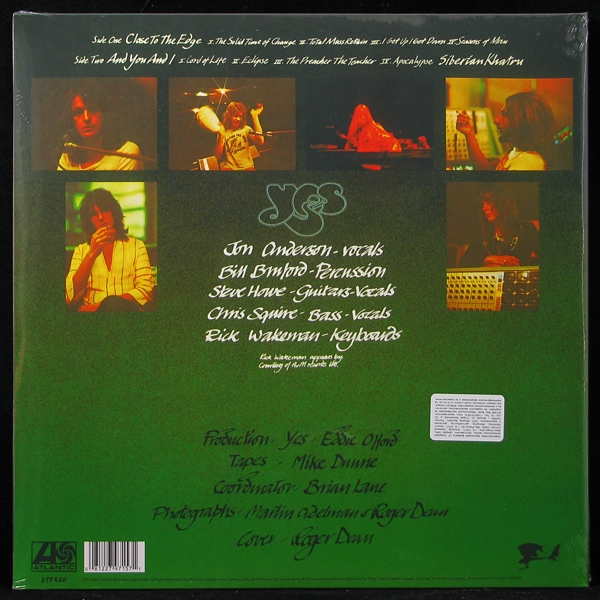 Side One Close To The Edge I. The Solid Time of Change II. Total Mass Retain III. I Get Up I Get Down IV. Seasons of Man
Side Two And You And I I. Cord of Life II. Eclipse III. The Preacher The Teacher IV. Apocalypse Siberian Khatru
Yes
Jon Anderson - Vocals
Bill Bruford - Percussion
Steve Howe - Guitars - Vocals
Chris Squire - Bass - Vocals
Rick Wakeman - Keyboards
Rick Wakeman appears by
Courtesy of A&M records Ltd.
Production - Yes - Eddie Offord
Tapes - Mike Dunne
Coordinator - Brian Lane
Photographs - Martin Adelman & Roger Dean
Cover - Roger Dean
ATLANTIC
STEREO